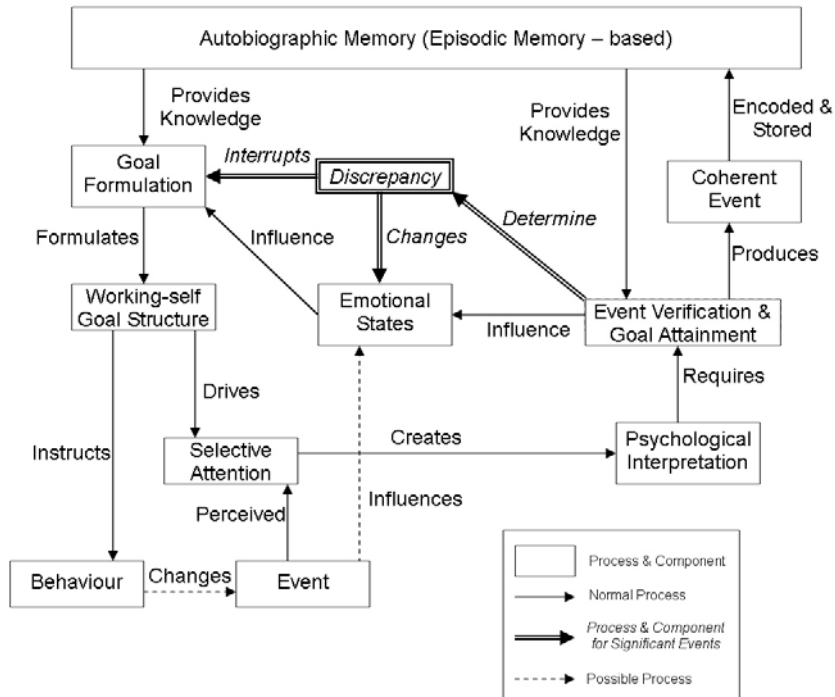 Autobiographic Memory (Episodic Memory – based)
Provides
Knowledge
Provides
Knowledge
Encoded &
Stored
Goal
Formulation
Interrupts
Discrepancy
Coherent
Event
Determine
Formulates
Influence
Changes
Produces
Working-self
Goal Structure
Emotional
States
Influence
Event Verification &
Goal Attainment
Drives
Requires
Instructs
Selective
Attention
Creates
Psychological
Interpretation
Perceived
Influences
Behaviour
Changes
Event
Process & Component
Normal Process
Process & Component
for Significant Events
Possible Process